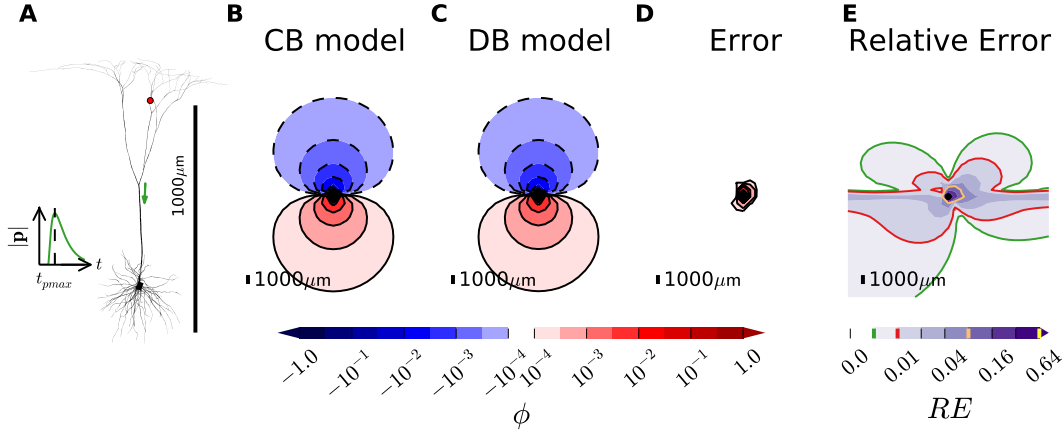 A B C D E
CB model DB model Error Relative Error
1000μm
|p|
t
t_{pmax}
1000μm 1000μm 1000μm 1000μm
−1.0 −10^{−1} −10^{−2} −10^{−3} −10^{−4} 10^{−4} 10^{−3} 10^{−2} 10^{−1} 1.0
ϕ
0.0 0.01 0.04 0.16 0.64
RE